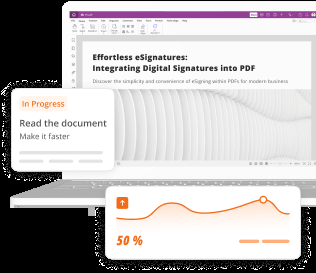 Effortless eSignatures:
Integrating Digital Signatures into PDF
Discover the simplicity and convenience of eSigning within PDFs for modern business
In Progress
Read the document
Make it faster
50 %